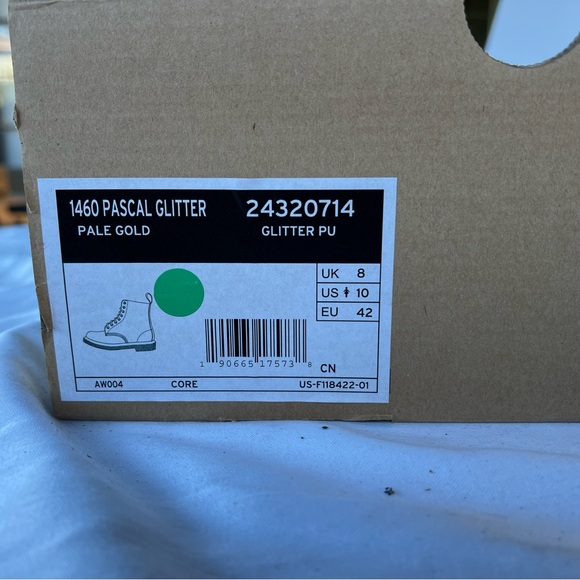 1460 PASCAL GLITTER 24320714
PALE GOLD GLITTER PU
UK 8
US 10
EU 42
1 90665 17573 8
CN
AW004 CORE US-F118422-01